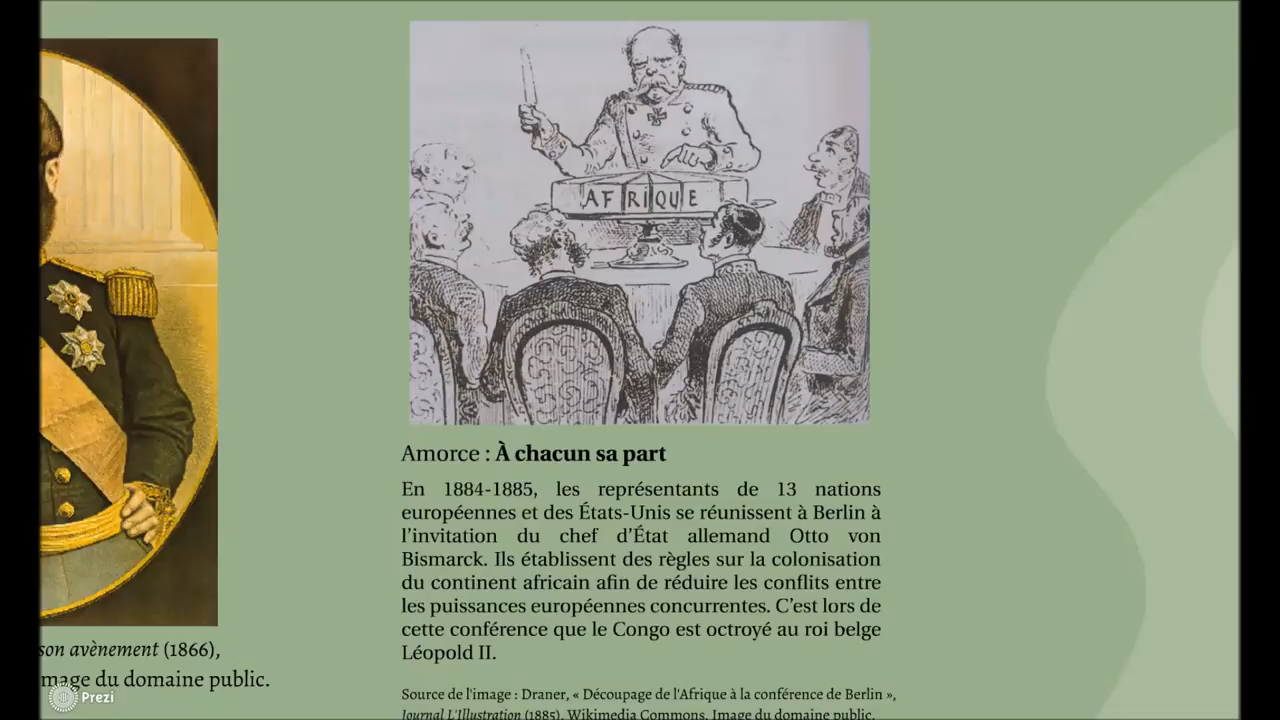 AFRIQUE
Amorce : À chacun sa part
En 1884-1885, les représentants de 13 nations
européennes et des États-Unis se réunissent à Berlin à
l’invitation du chef d’État allemand Otto von
Bismarck. Ils établissent des règles sur la colonisation
du continent africain afin de réduire les conflits entre
les puissances européennes concurrentes. C’est lors de
cette conférence que le Congo est octroyé au roi belge
Léopold II.
Source de l'image : Draner, « Découpage de l'Afrique à la conférence de Berlin »,
Journal L'Illustration (1885), Wikimedia Commons. Image du domaine public.
son avènement (1866),
mage du domaine public.
Prezi